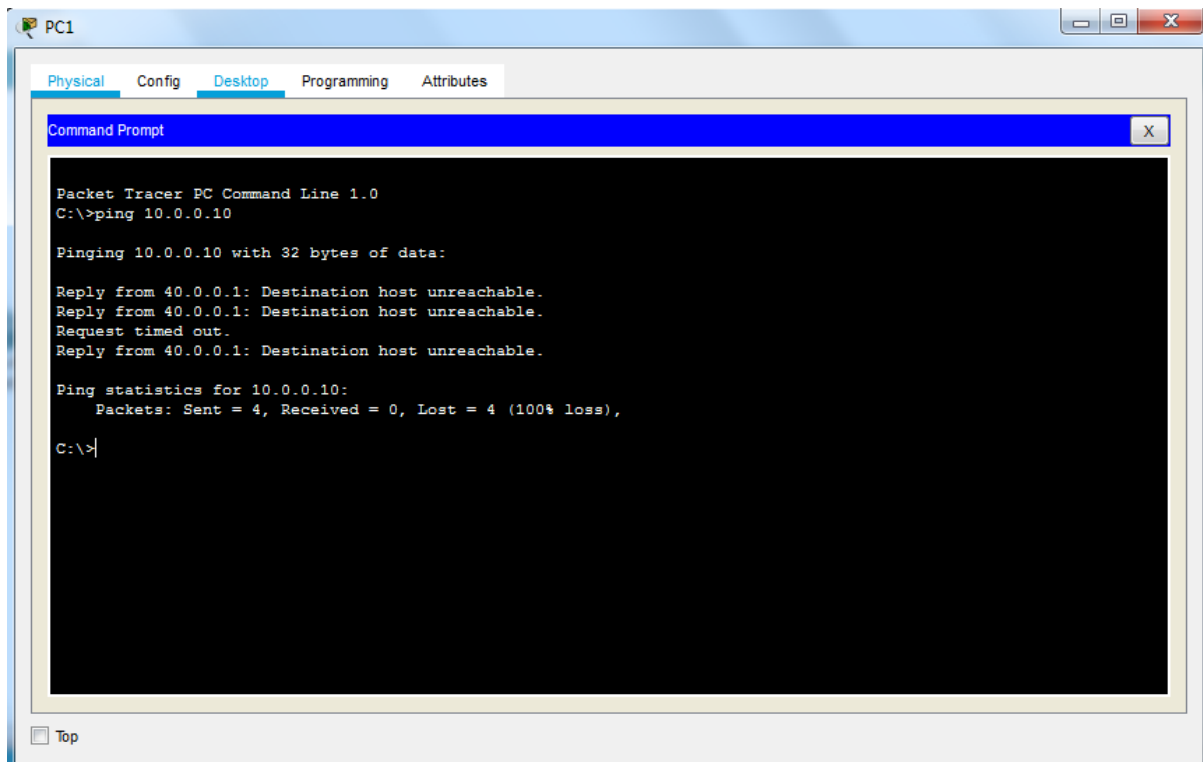 PC1
Physical Config Desktop Programming Attributes
Command Prompt
X
Packet Tracer PC Command Line 1.0
C:\>ping 10.0.0.10
Pinging 10.0.0.10 with 32 bytes of data:
Reply from 40.0.0.1: Destination host unreachable.
Reply from 40.0.0.1: Destination host unreachable.
Request timed out.
Reply from 40.0.0.1: Destination host unreachable.
Ping statistics for 10.0.0.10:
    Packets: Sent = 4, Received = 0, Lost = 4 (100% loss),
C:\>
Top